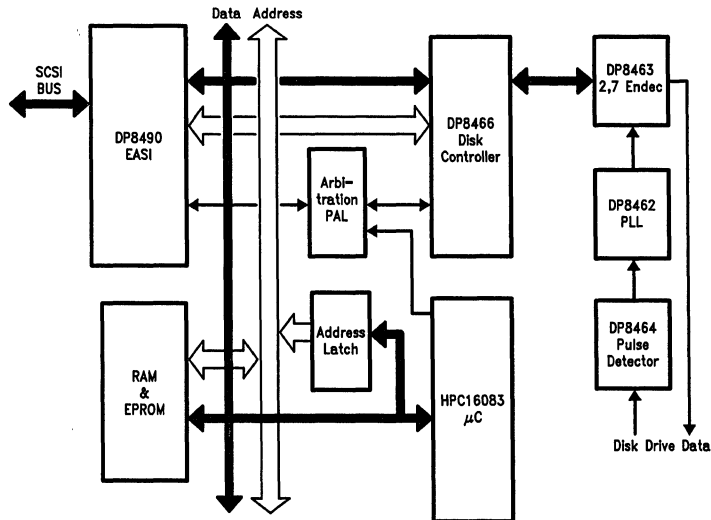 Data Address
SCSI
BUS
DP8490
EASI
DP8466
Disk
Controller
DP8463
2,7 Endec
Arbi-
tration
PAL
DP8462
PLL
RAM
&
EPROM
Address
Latch
HPC16083
μC
DP8464
Pulse
Detector
Disk Drive Data